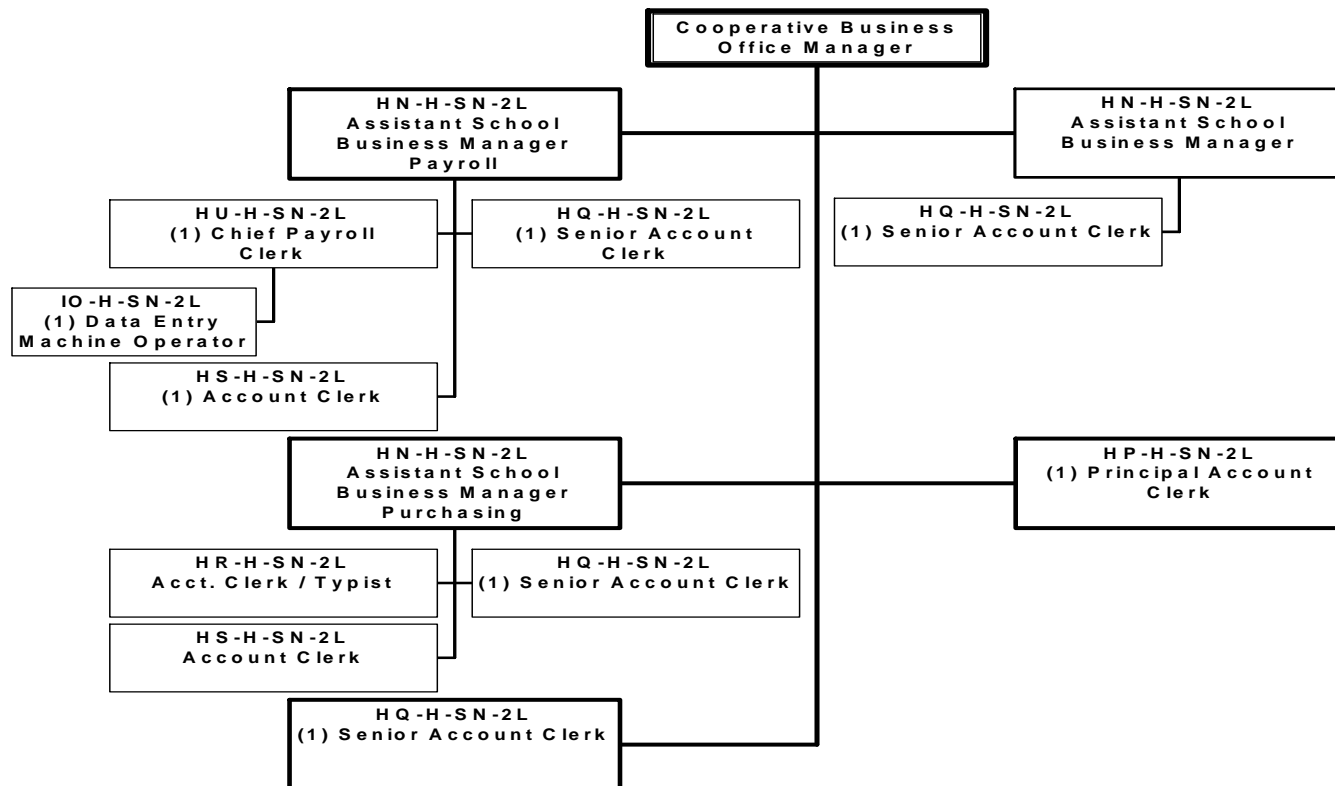 Cooperative Business
Office Manager
HN-H-SN-2L
Assistant School
Business Manager
Payroll
HN-H-SN-2L
Assistant School
Business Manager
HU-H-SN-2L
(1) Chief Payroll
Clerk
HQ-H-SN-2L
(1) Senior Account
Clerk
HQ-H-SN-2L
(1) Senior Account Clerk
IO-H-SN-2L
(1) Data Entry
Machine Operator
HS-H-SN-2L
(1) Account Clerk
HN-H-SN-2L
Assistant School
Business Manager
Purchasing
HP-H-SN-2L
(1) Principal Account
Clerk
HR-H-SN-2L
Acct. Clerk / Typist
HQ-H-SN-2L
(1) Senior Account Clerk
HS-H-SN-2L
Account Clerk
HQ-H-SN-2L
(1) Senior Account Clerk